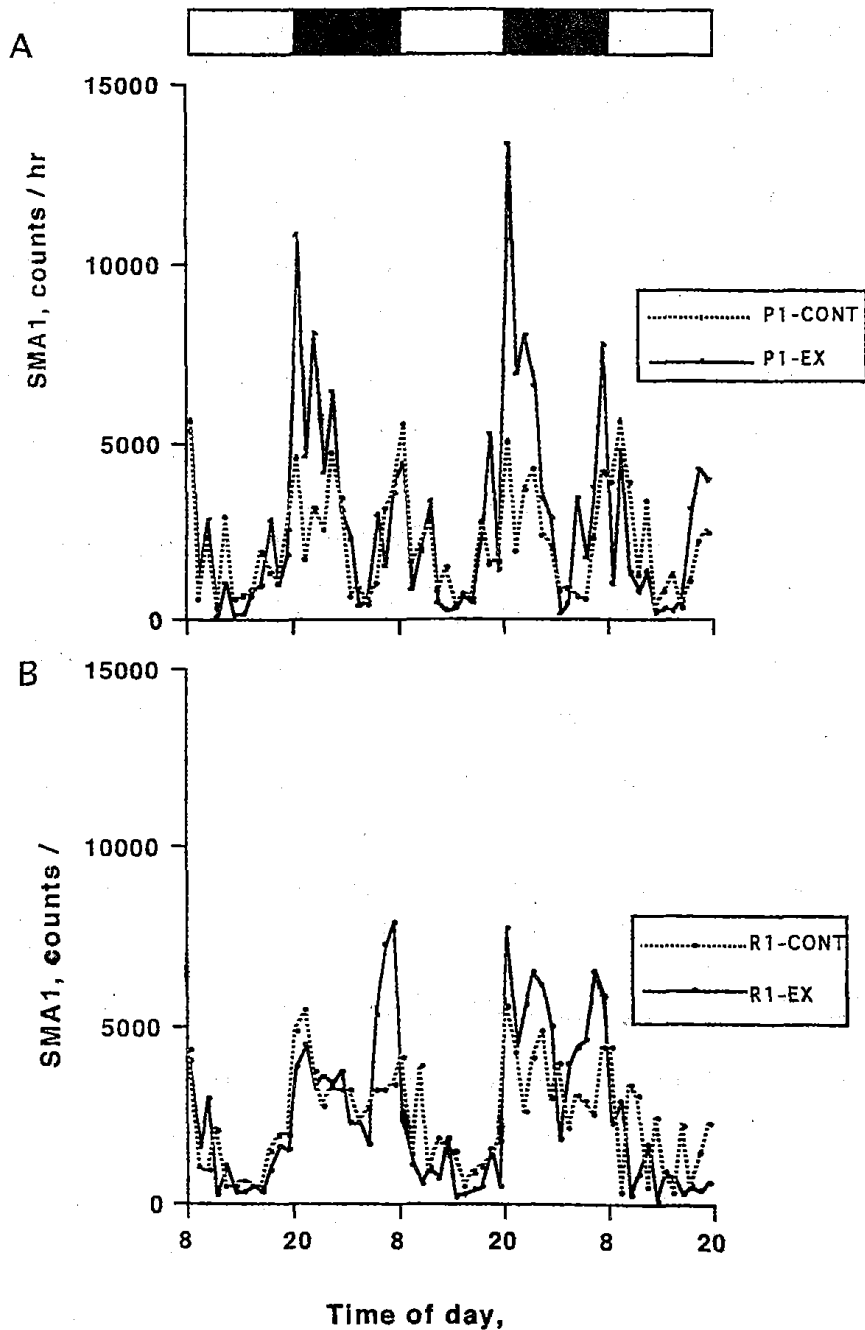 A
15000
10000
5000
0
SMA1, counts / hr
P1-CONT
P1-EX
B
15000
10000
5000
0
SMA1, counts /
R1-CONT
R1-EX
8 20 8 20 8 20
Time of day,